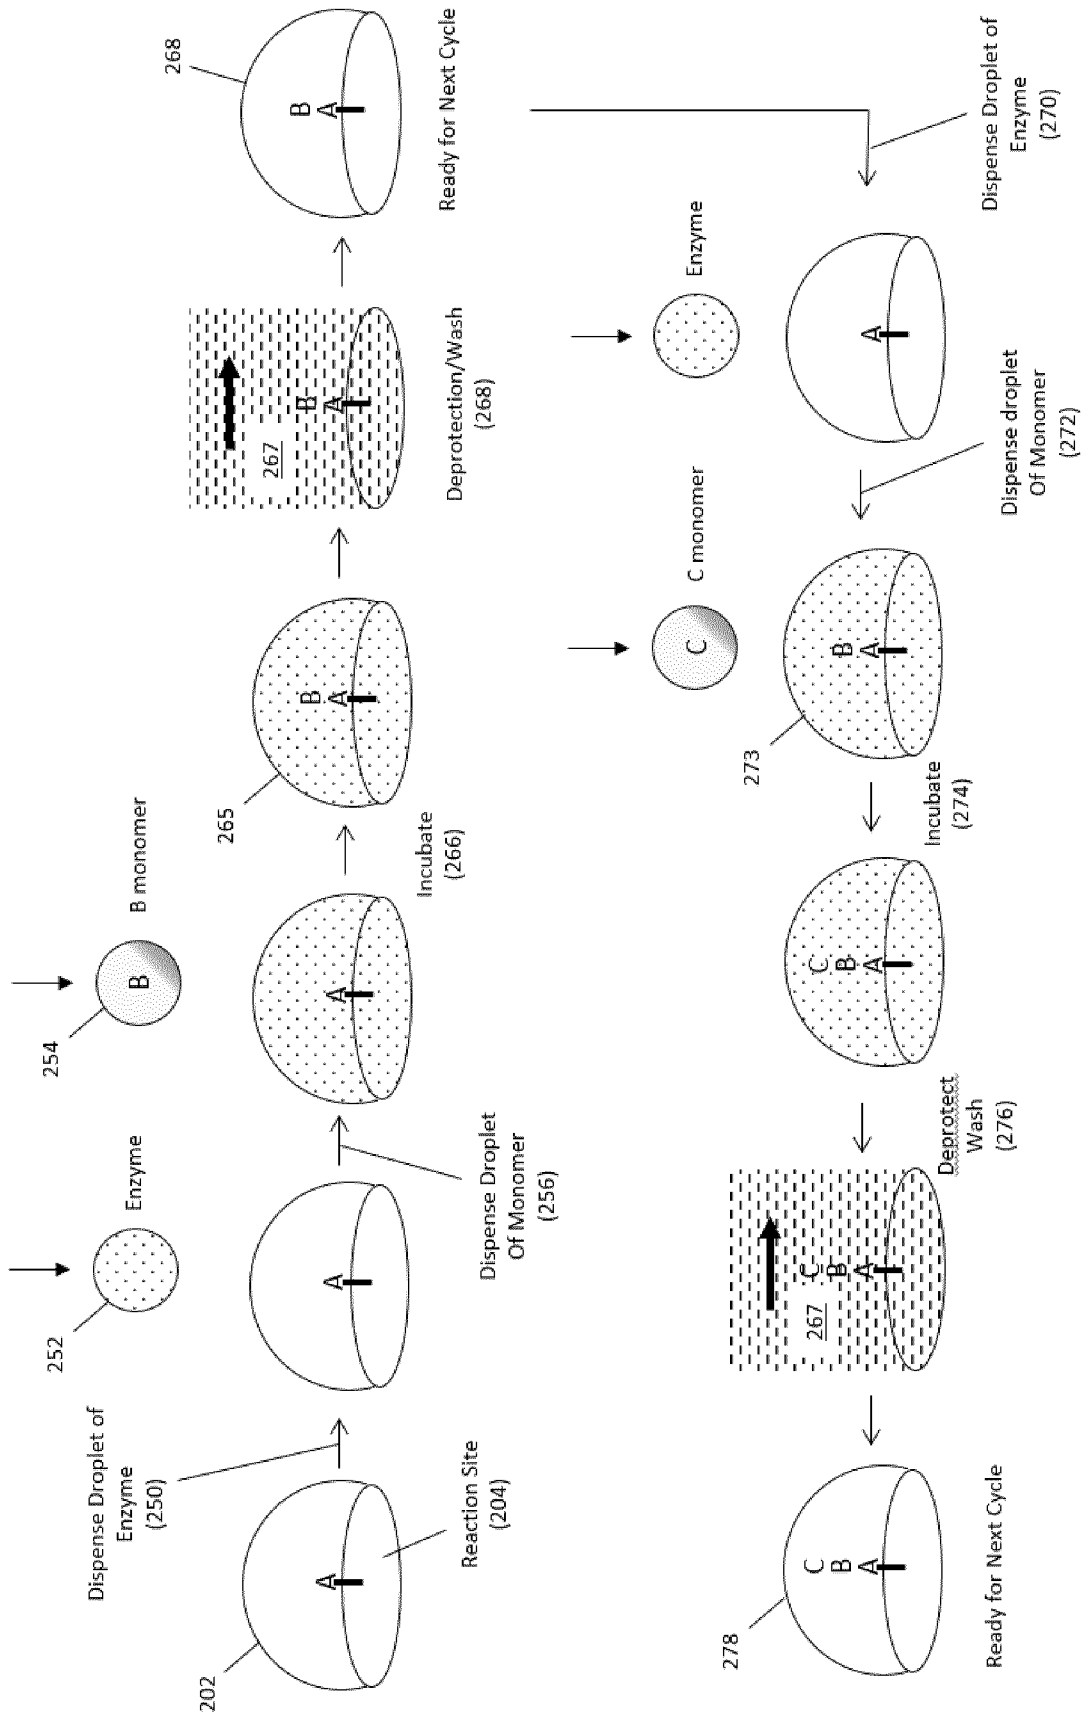 Dispense Droplet of
Enzyme
(250)
202
A
Reaction Site
(204)
252
Enzyme
A
Dispense Droplet
Of Monomer
(256)
254
B
B monomer
A
Incubate
(266)
265
B
A
267
B
A
Deprotection/Wash
(268)
268
B
A
Ready for Next Cycle
Dispense Droplet of
Enzyme
(270)
Enzyme
A
Dispense droplet
Of Monomer
(272)
C
C monomer
273
B
A
Incubate
(274)
C
B
A
Deprotect
Wash
(276)
267
C
B
A
278
C
B
A
Ready for Next Cycle